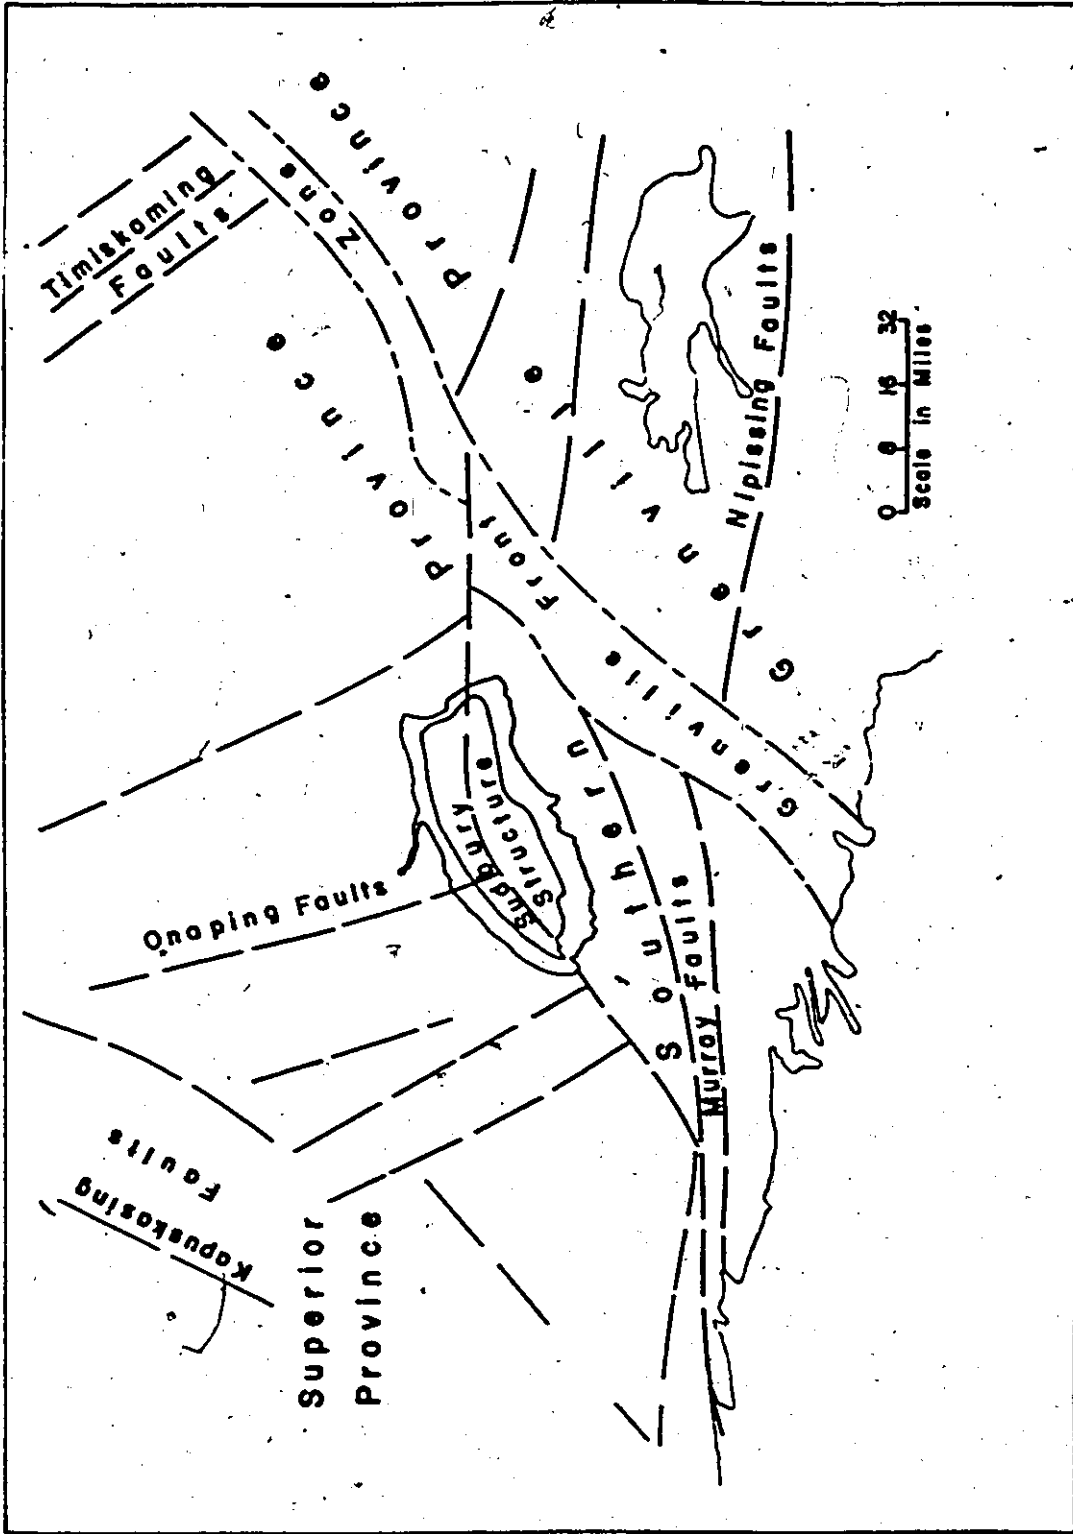 Timiskaming
Faults
Kapuskasing
Faults
Onaping Faults
Superior
Province
Sudbury
Structure
Southern Province
Murray Faults
Grenville Front Zone
Grenville Province
Nipissing Faults
0 8 16 32
Scale in Miles